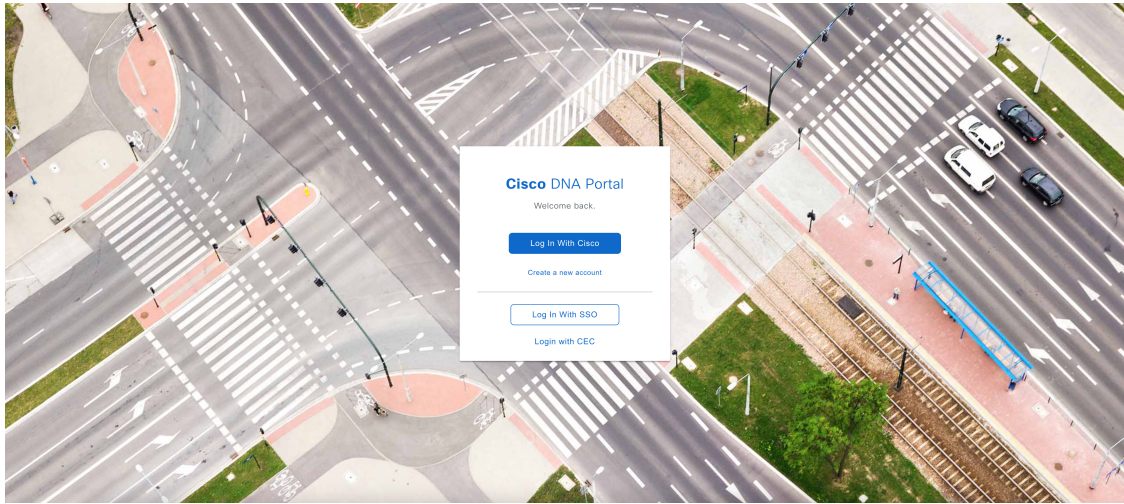 Cisco DNA Portal
Welcome back.
Log In With Cisco
Create a new account
Log In With SSO
Login with CEC